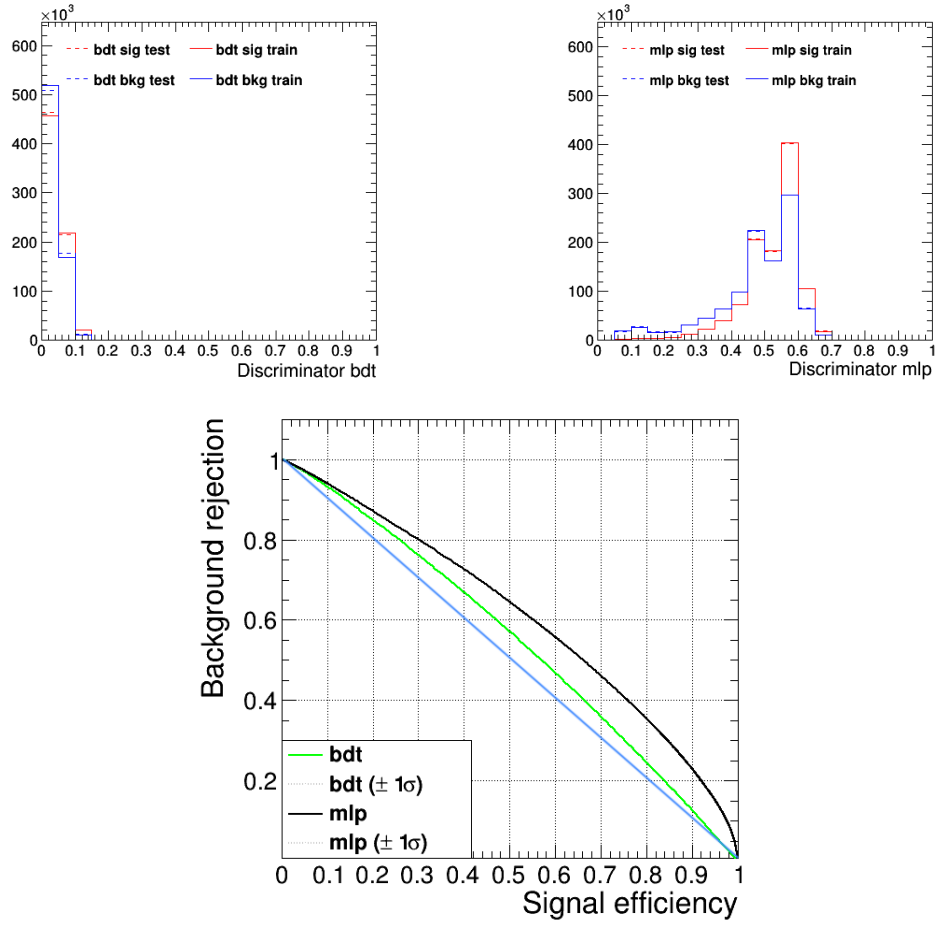 ×10³
600
500
400
300
200
100
0
bdt sig test bdt sig train
bdt bkg test bdt bkg train
0 0.1 0.2 0.3 0.4 0.5 0.6 0.7 0.8 0.9 1
Discriminator bdt
×10³
600
500
400
300
200
100
0
mlp sig test mlp sig train
mlp bkg test mlp bkg train
0 0.1 0.2 0.3 0.4 0.5 0.6 0.7 0.8 0.9 1
Discriminator mlp
Background rejection
1
0.8
0.6
0.4
0.2
bdt
bdt (± 1σ)
mlp
mlp (± 1σ)
0 0.1 0.2 0.3 0.4 0.5 0.6 0.7 0.8 0.9 1
Signal efficiency